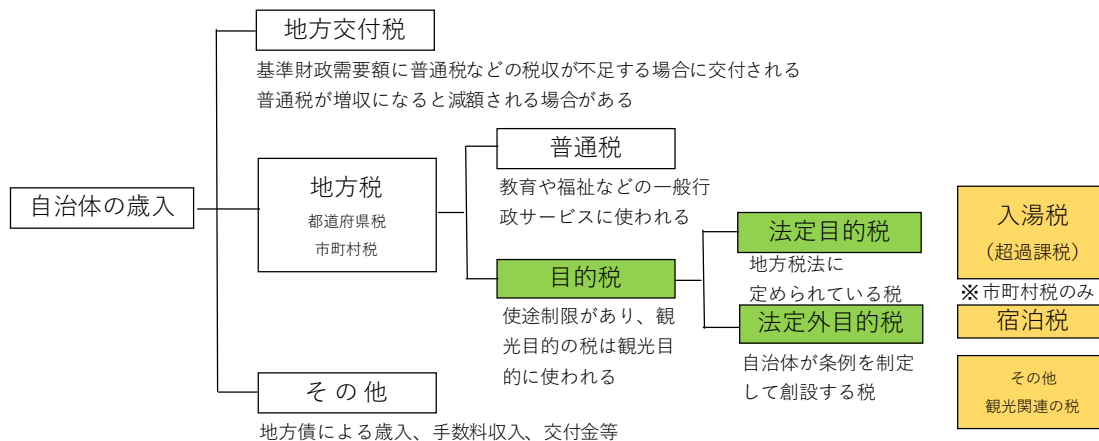 地方交付税
基準財政需要額に普通税などの税収が不足する場合に交付される
普通税が増収になると減額される場合がある
自治体の歳入
地方税
都道府県税
市町村税
普通税
教育や福祉などの一般行
政サービスに使われる
目的税
使途制限があり、観
光目的の税は観光目
的に使われる
法定目的税
地方税法に
定められている税
法定外目的税
自治体が条例を制定
して創設する税
入湯税
（超過課税）
※市町村税のみ
宿泊税
その他
観光関連の税
その他
地方債による歳入、手数料収入、交付金等